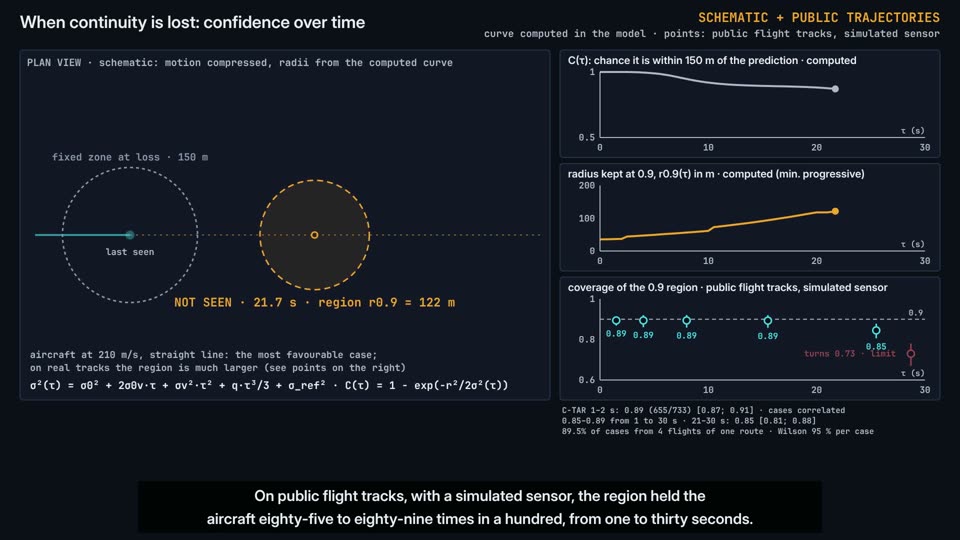 When continuity is lost: confidence over time
SCHEMATIC + PUBLIC TRAJECTORIES
curve computed in the model · points: public flight tracks, simulated sensor
PLAN VIEW · schematic: motion compressed, radii from the computed curve
fixed zone at loss · 150 m
last seen
NOT SEEN · 21.7 s · region r0.9 = 122 m
aircraft at 210 m/s, straight line: the most favourable case;
on real tracks the region is much larger (see points on the right)
σ²(τ) = σ0² + 2σ0v·τ + σv²·τ² + q·τ³/3 + σ_ref² · C(τ) = 1 - exp(-r²/2σ²(τ))
C(τ): chance it is within 150 m of the prediction · computed
1
0.5
τ (s)
0 10 20 30
radius kept at 0.9, r0.9(τ) in m · computed (min. progressive)
200
100
0
τ (s)
0 10 20 30
coverage of the 0.9 region · public flight tracks, simulated sensor
1
0.9
0.8
0.89 0.89 0.89 0.89 0.85
turns 0.73 · limit
0.6
τ (s)
0 10 20 30
C-TAR 1-2 s: 0.89 (655/733) [0.87; 0.91] · cases correlated
0.85-0.89 from 1 to 30 s · 21-30 s: 0.85 [0.81; 0.88]
89.5% of cases from 4 flights of one route · Wilson 95 % per case
On public flight tracks, with a simulated sensor, the region held the
aircraft eighty-five to eighty-nine times in a hundred, from one to thirty seconds.